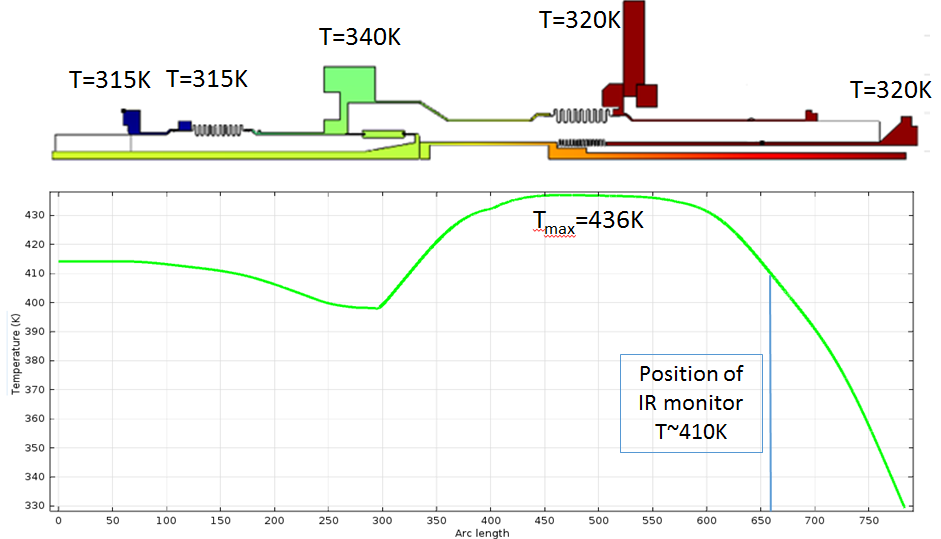 T=315K
T=315K
T=340K
T=320K
T=320K
Tmax=436K
Position of
IR monitor
T~410K
Temperature (K)
430
420
410
400
390
380
370
360
350
340
330
0 50 100 150 200 250 300 350 400 450 500 550 600 650 700 750
Arc length